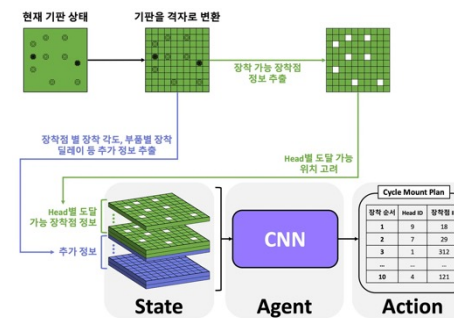 현재 기판 상태
기판을 격자로 변환
장착 가능 장착점
정보 추출
장착점 별 장착 각도, 부품별 장착
딜레이 등 추가 정보 추출
Head별 도달 가능
위치 고려
Head별 도달
가능 장착점 정보
추가 정보
CNN
Cycle Mount Plan
장착 순서 Head ID 장착점
1 9 18
2 7 29
3 1 312
... ... ...
10 4 121
State
Agent
Action